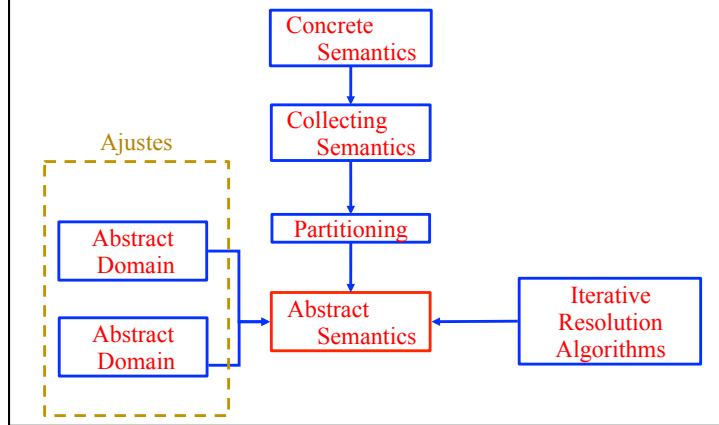 Concrete
Semantics
Collecting
Semantics
Ajustes
Partitioning
Abstract
Domain
Abstract
Semantics
Iterative
Resolution
Algorithms
Abstract
Domain